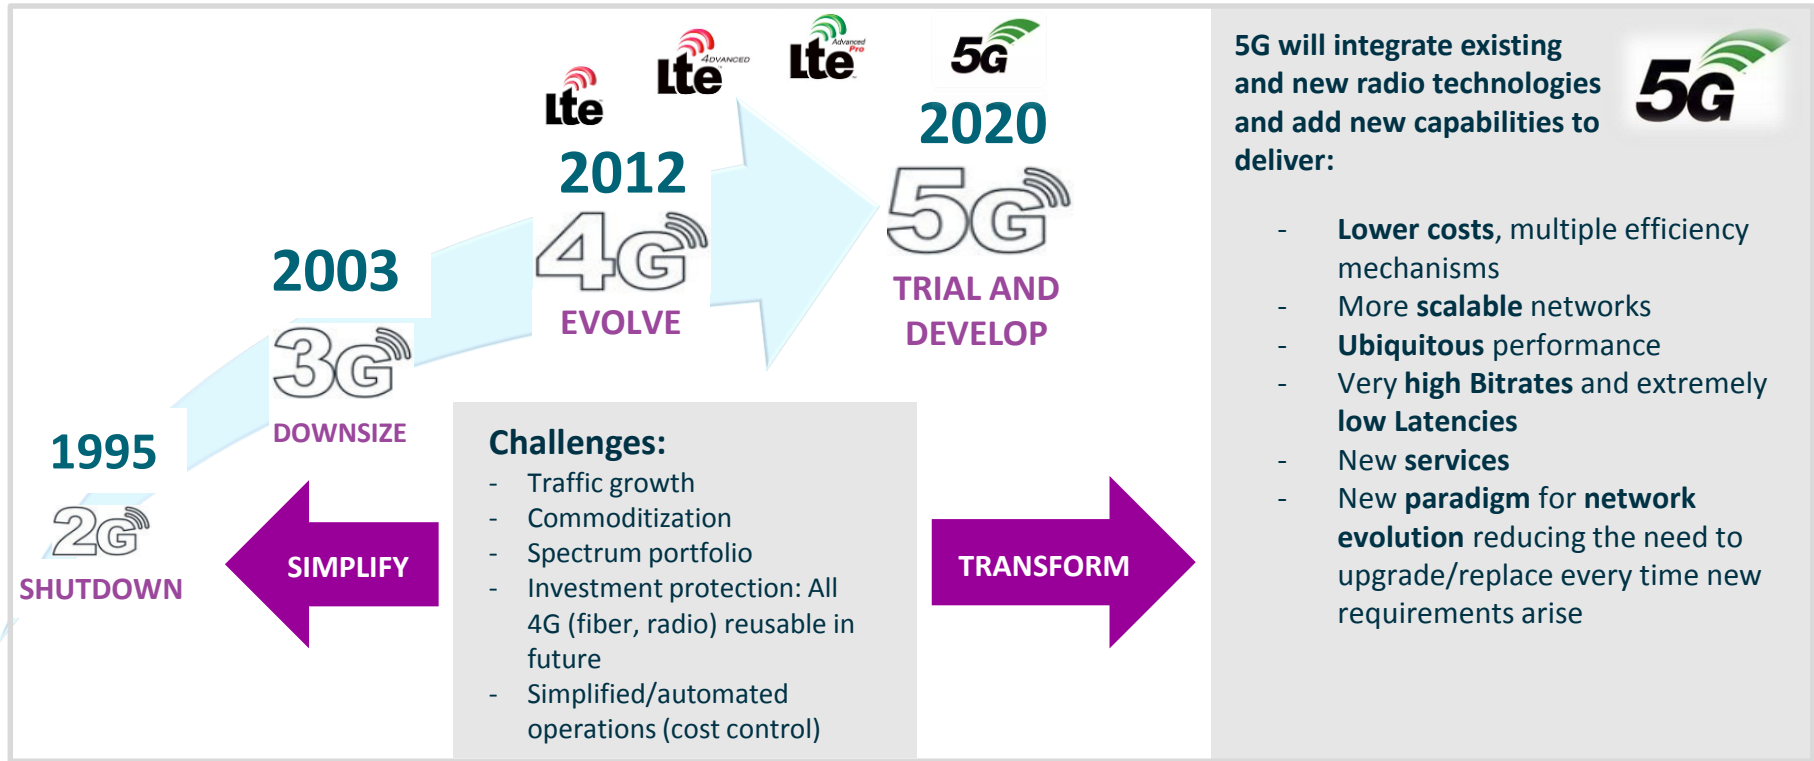 Lte
Lte
4DVANCED
Lte
Advanced
Pro
5G
2020
5G
TRIAL AND
DEVELOP
2012
4G
EVOLVE
2003
3G
DOWNSIZE
1995
2G
SHUTDOWN
SIMPLIFY
Challenges:
- Traffic growth
- Commoditization
- Spectrum portfolio
- Investment protection: All
4G (fiber, radio) reusable in
future
- Simplified/automated
operations (cost control)
TRANSFORM
5G will integrate existing
and new radio technologies
and add new capabilities to
deliver:
5G
- Lower costs, multiple efficiency
mechanisms
- More scalable networks
- Ubiquitous performance
- Very high Bitrates and extremely
low Latencies
- New services
- New paradigm for network
evolution reducing the need to
upgrade/replace every time new
requirements arise